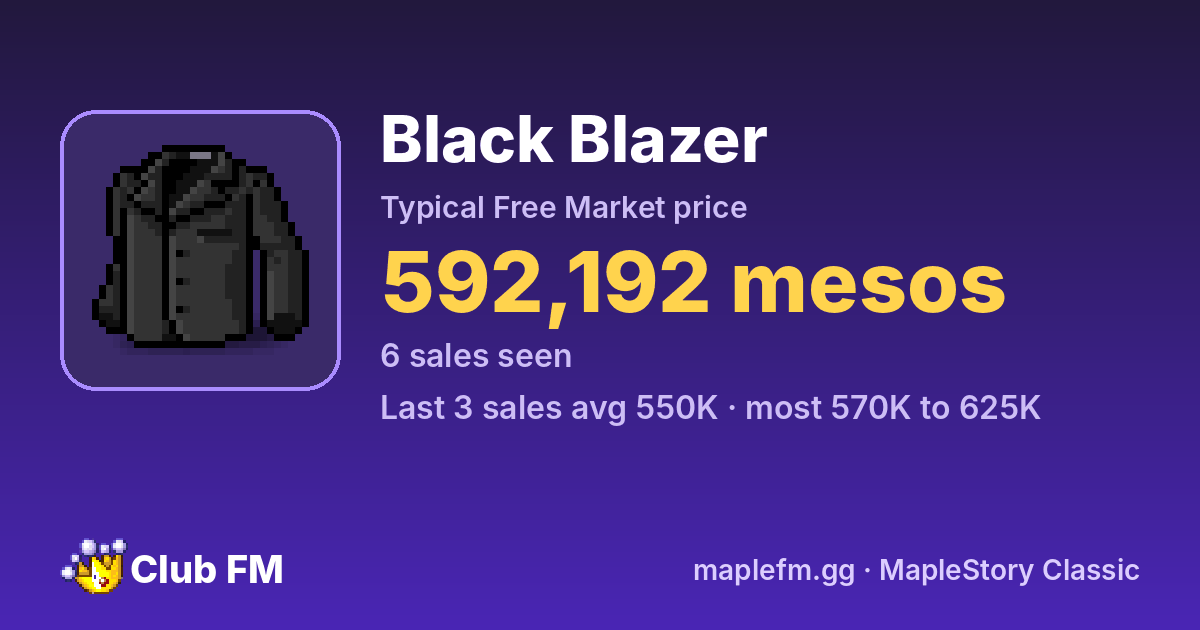 Black Blazer
Typical Free Market price
592,192 mesos
6 sales seen
Last 3 sales avg 550K · most 570K to 625K
Club FM
maplefm.gg · MapleStory Classic